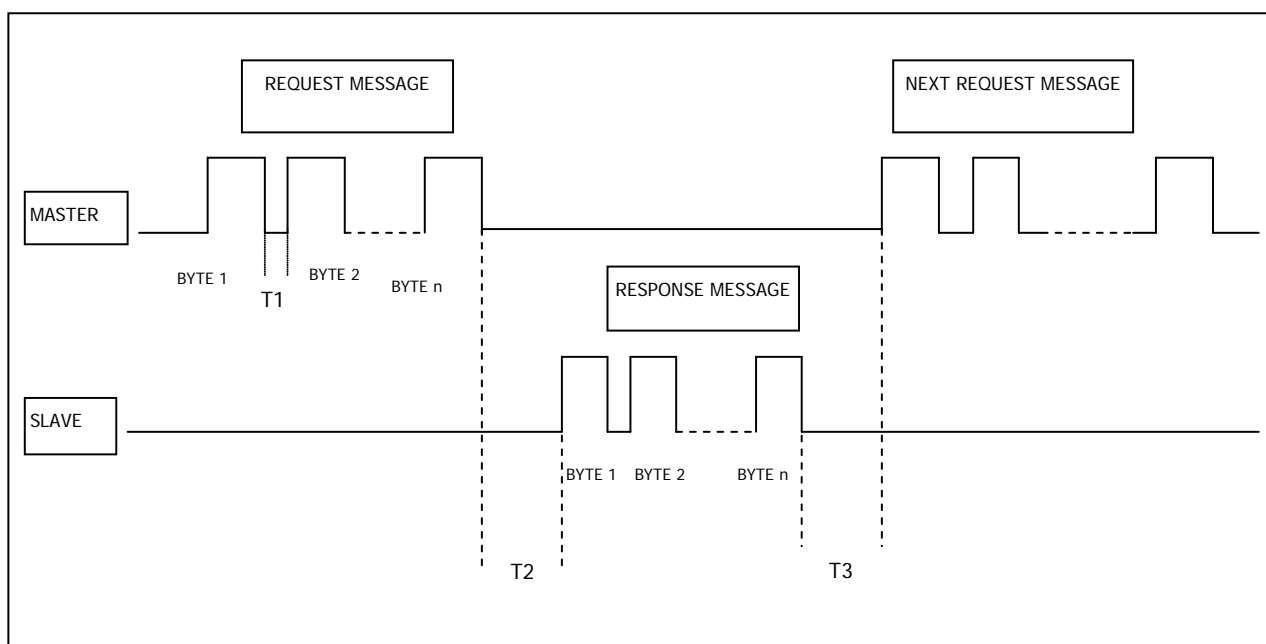 REQUEST MESSAGE
NEXT REQUEST MESSAGE
MASTER
BYTE 1
BYTE 2
BYTE n
T1
RESPONSE MESSAGE
SLAVE
BYTE 1
BYTE 2
BYTE n
T2
T3